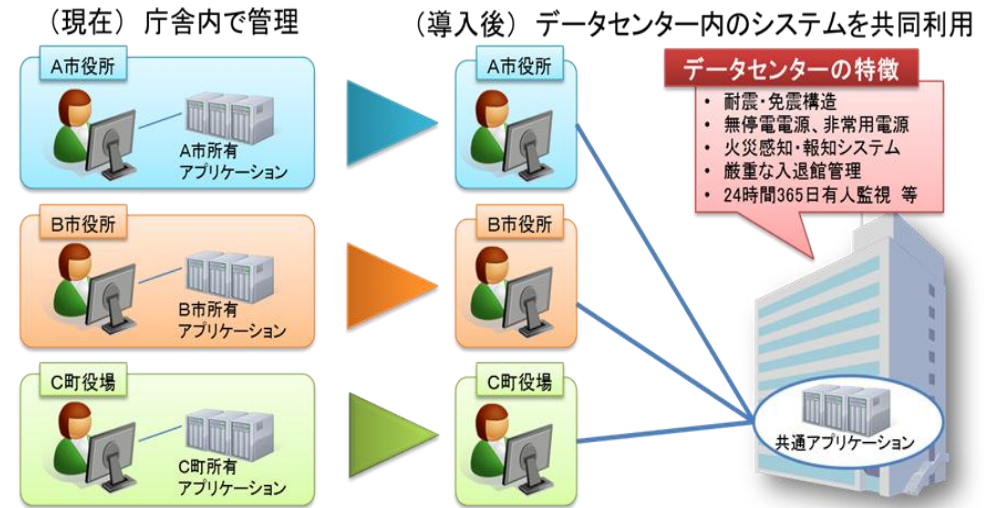 （現在）庁舎内で管理
（導入後）データセンター内のシステムを共同利用
A市役所
A市所有
アプリケーション
B市役所
B市所有
アプリケーション
C町役場
C町所有
アプリケーション
A市役所
B市役所
C町役場
データセンターの特徴
• 耐震・免震構造
• 無停電電源、非常用電源
• 火災感知・報知システム
• 厳重な入退館管理
• 24時間365日有人監視 等
共通アプリケーション